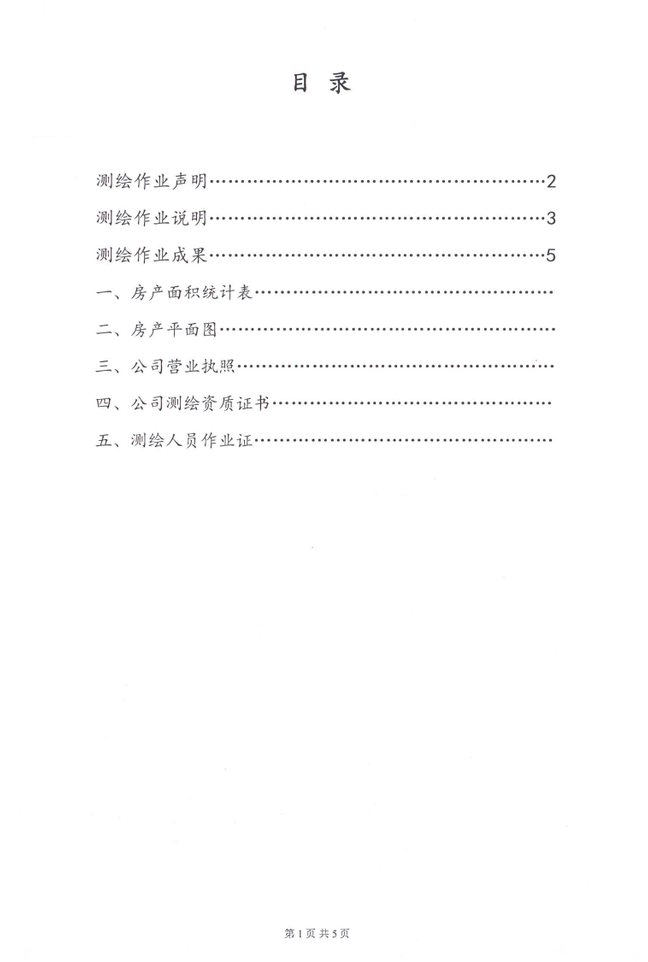 目 录
测绘作业声明……………………………………………………2
测绘作业说明……………………………………………………3
测绘作业成果……………………………………………………5
一、房产面积统计表………………………………………………
二、房产平面图……………………………………………………
三、公司营业执照…………………………………………………
四、公司测绘资质证书……………………………………………
五、测绘人员作业证………………………………………………
第1页共5页